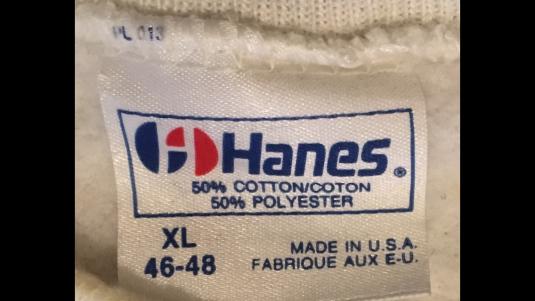 PL 013
Hanes®
50% COTTON/COTON
50% POLYESTER
XL
46-48
MADE IN U.S.A.
FABRIQUE AUX E-U.